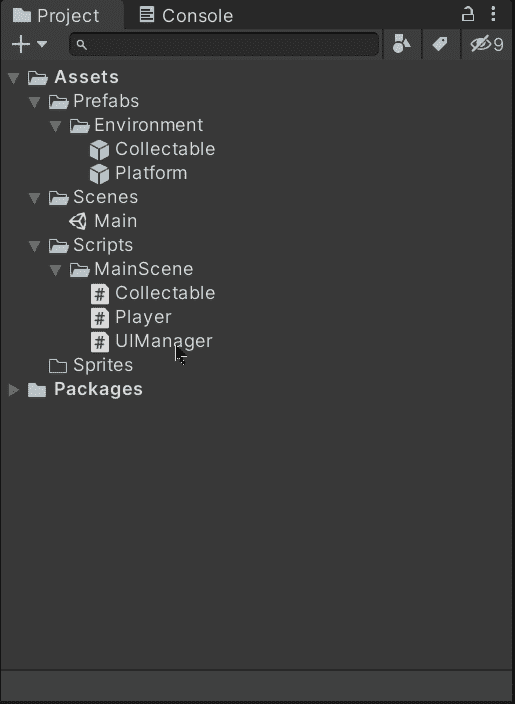 Project Console
9
Assets
Prefabs
Environment
Collectable
Platform
Scenes
Main
Scripts
MainScene
# Collectable
# Player
# UIManager
Sprites
Packages